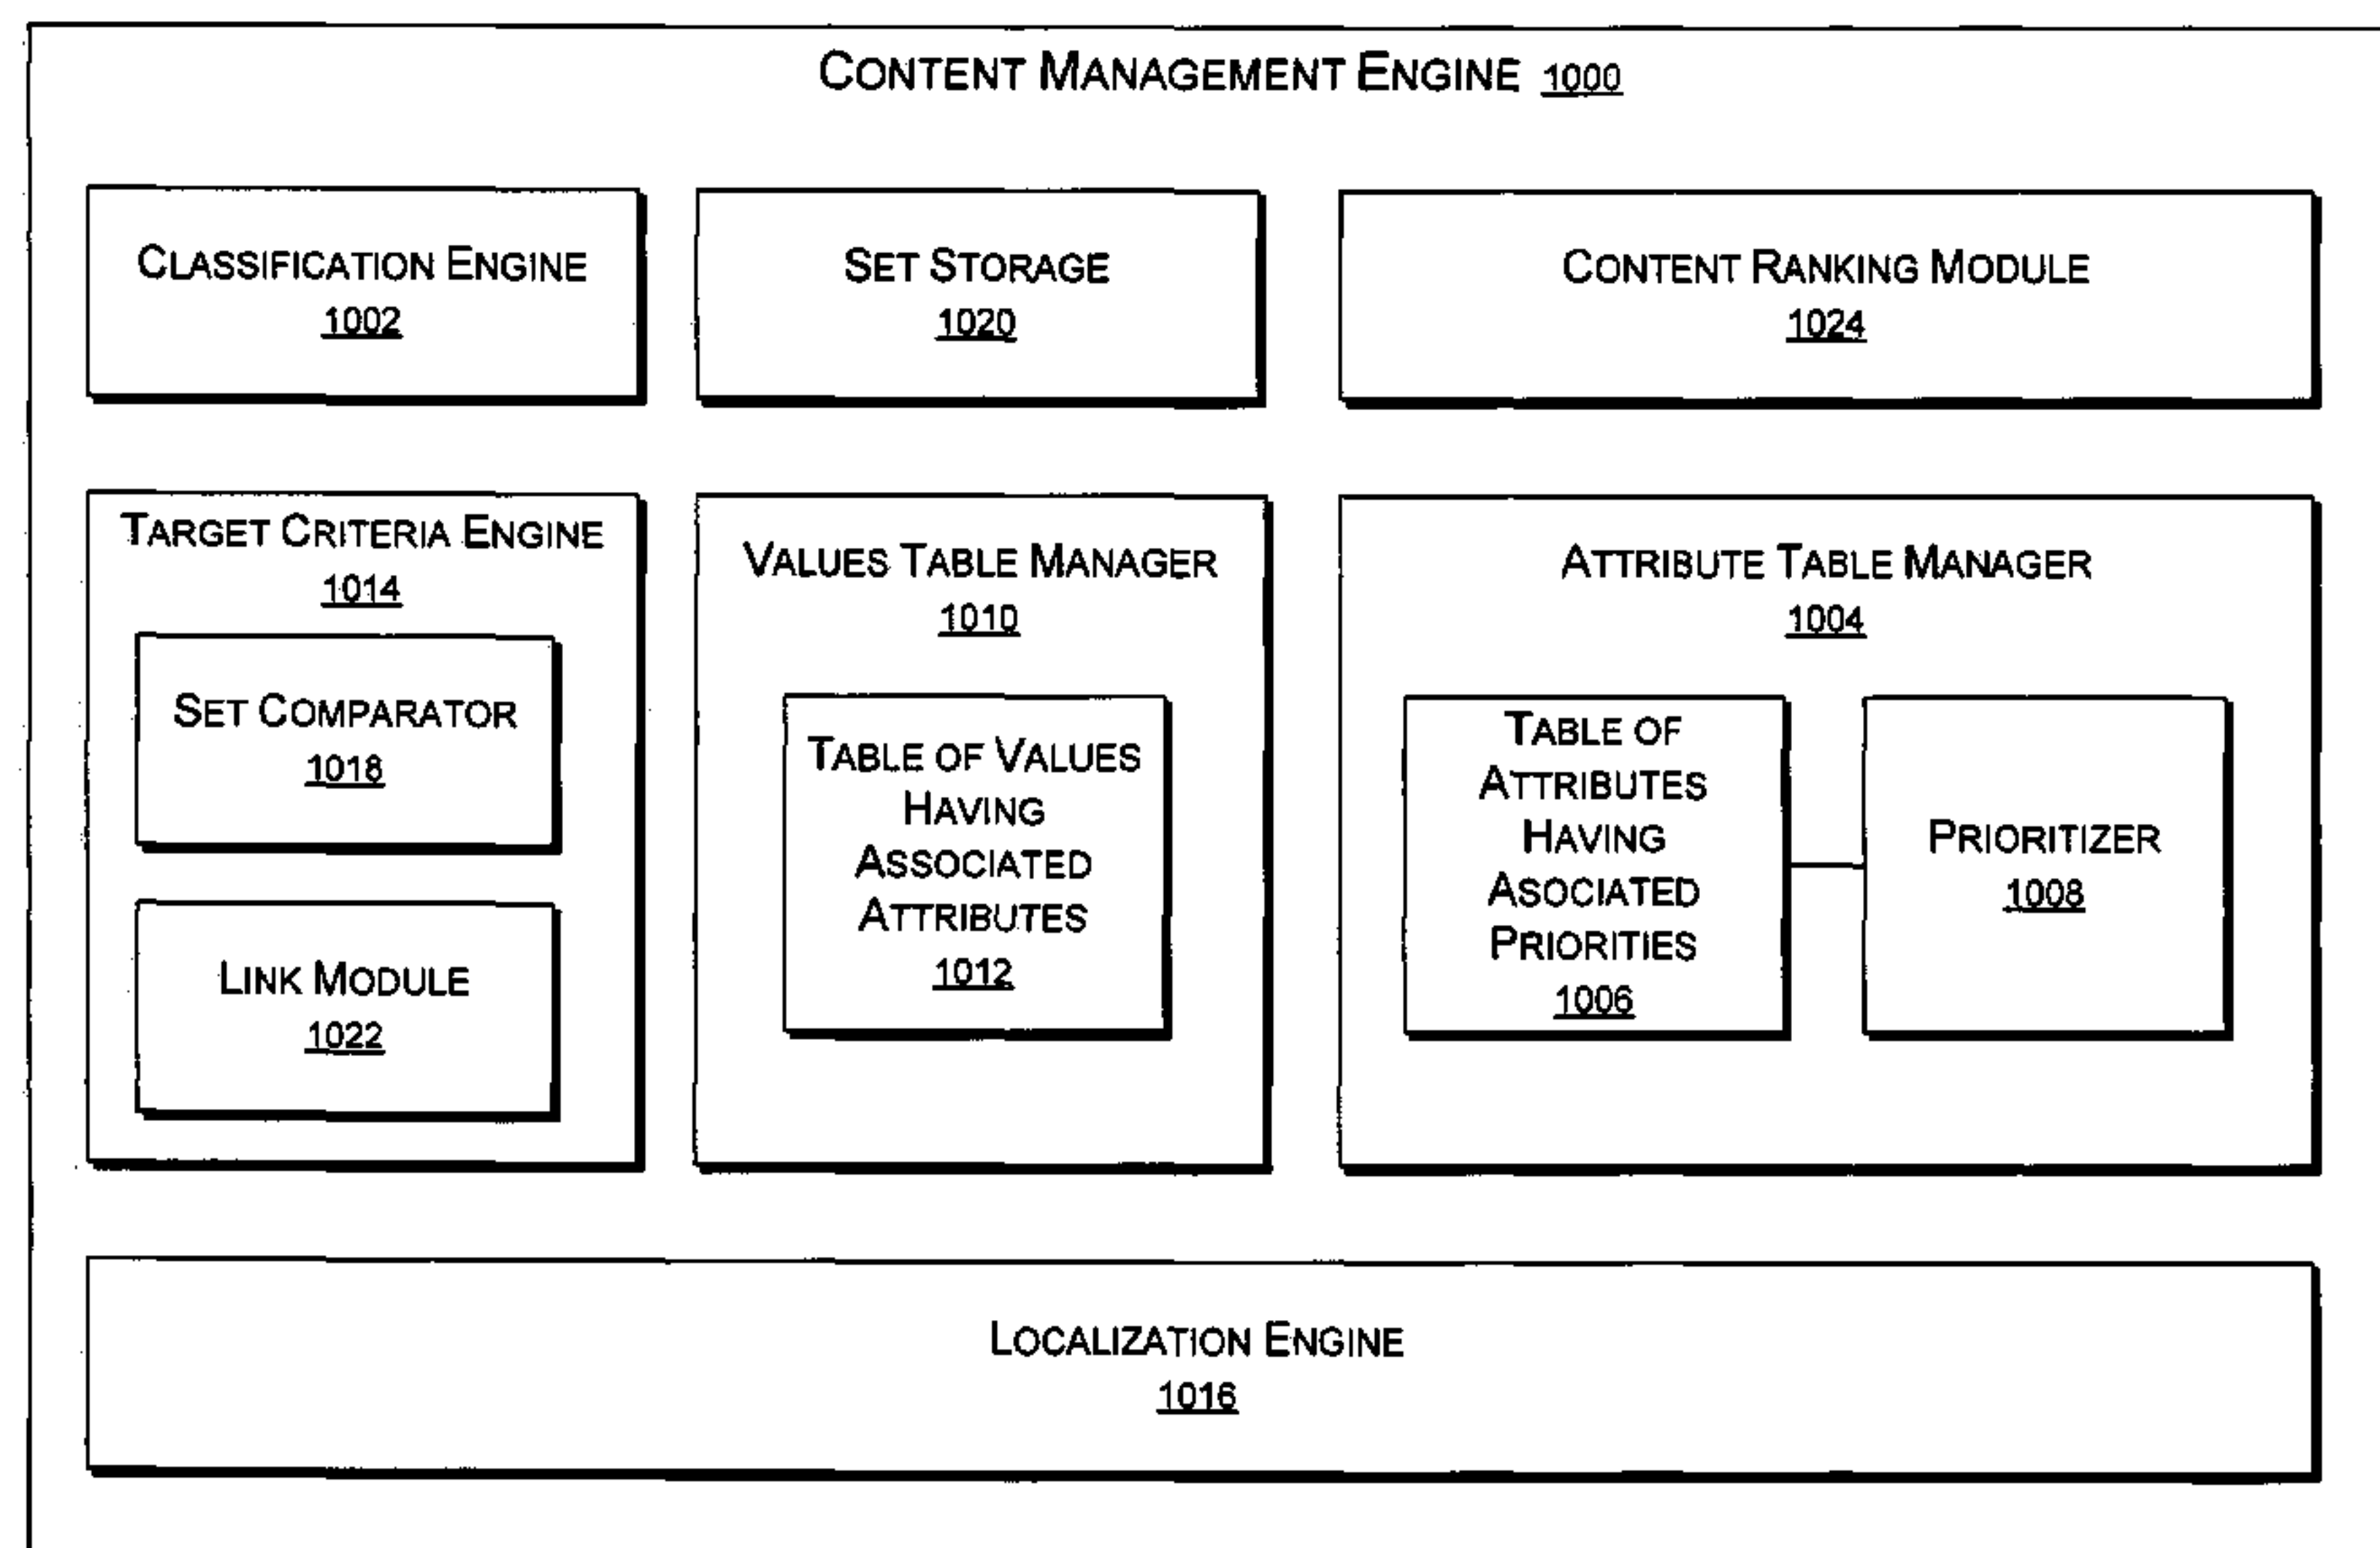 CONTENT MANAGEMENT ENGINE 1000
CLASSIFICATION ENGINE
1002
SET STORAGE
1020
CONTENT RANKING MODULE
1024
TARGET CRITERIA ENGINE
1014
SET COMPARATOR
1018
LINK MODULE
1022
VALUES TABLE MANAGER
1010
TABLE OF VALUES
HAVING
ASSOCIATED
ATTRIBUTES
1012
ATTRIBUTE TABLE MANAGER
1004
TABLE OF
ATTRIBUTES
HAVING
ASOCIATED
PRIORITIES
1006
PRIORITIZER
1008
LOCALIZATION ENGINE
1016